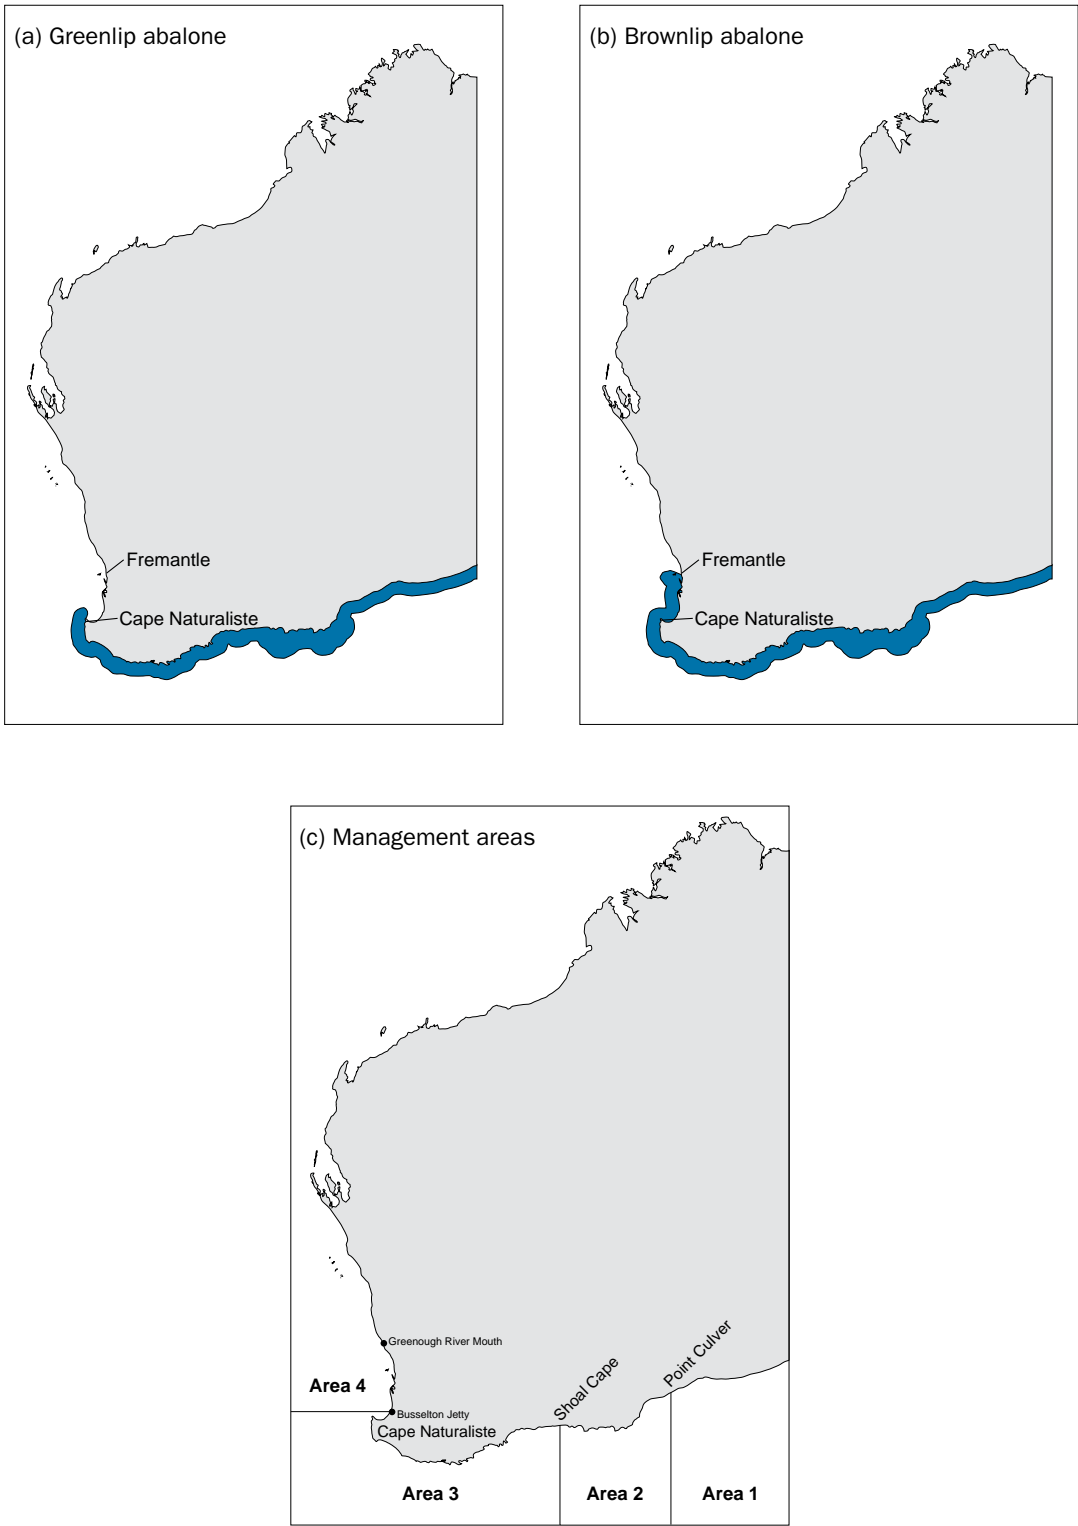 (a) Greenlip abalone
Fremantle
Cape Naturaliste
(b) Brownlip abalone
Fremantle
Cape Naturaliste
(c) Management areas
Greenough River Mouth
Point Culver
Shoal Cape
Area 4
Busselton Jetty
Cape Naturaliste
Area 3
Area 2
Area 1